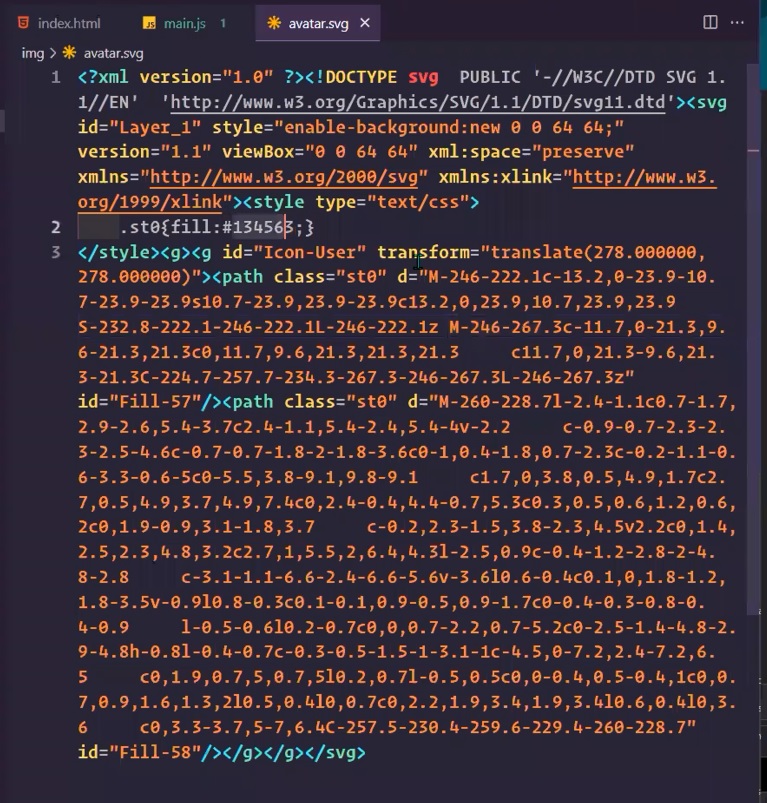 index.html main.js 1 avatar.svg ×
img > avatar.svg
1 <?xml version="1.0" ?><!DOCTYPE svg  PUBLIC '-//W3C//DTD SVG 1.
1//EN'  'http://www.w3.org/Graphics/SVG/1.1/DTD/svg11.dtd'><svg
id="Layer_1" style="enable-background:new 0 0 64 64;"
version="1.1" viewBox="0 0 64 64" xml:space="preserve"
xmlns="http://www.w3.org/2000/svg" xmlns:xlink="http://www.w3.
org/1999/xlink"><style type="text/css">
2 .st0{fill:#134563;}
3 </style><g><g id="Icon-User" transform="translate(278.000000,
278.000000)"><path class="st0" d="M-246-222.1c-13.2,0-23.9-10.
7-23.9-23.9s10.7-23.9,23.9-23.9c13.2,0,23.9,10.7,23.9,23.9
S-232.8-222.1-246-222.1L-246-222.1z M-246-267.3c-11.7,0-21.3,9.
6-21.3,21.3c0,11.7,9.6,21.3,21.3,21.3     c11.7,0,21.3-9.6,21.
3-21.3C-224.7-257.7-234.3-267.3-246-267.3L-246-267.3z"
id="Fill-57"/><path class="st0" d="M-260-228.7l-2.4-1.1c0.7-1.7,
2.9-2.6,5.4-3.7c2.4-1.1,5.4-2.4,5.4-4v-2.2     c-0.9-0.7-2.3-2.
3-2.5-4.6c-0.7-0.7-1.8-2-1.8-3.6c0-1,0.4-1.8,0.7-2.3c-0.2-1.1-0.
6-3.3-0.6-5c0-5.5,3.8-9.1,9.8-9.1     c1.7,0,3.8,0.5,4.9,1.7c2.
7,0.5,4.9,3.7,4.9,7.4c0,2.4-0.4,4.4-0.7,5.3c0.3,0.5,0.6,1.2,0.6,
2c0,1.9-0.9,3.1-1.8,3.7     c-0.2,2.3-1.5,3.8-2.3,4.5v2.2c0,1.4,
2.5,2.3,4.8,3.2c2.7,1,5.5,2,6.4,4.3l-2.5,0.9c-0.4-1.2-2.8-2-4.
8-2.8     c-3.1-1.1-6.6-2.4-6.6-5.6v-3.6l0.6-0.4c0.1,0,1.8-1.2,
1.8-3.5v-0.9l0.8-0.3c0.1-0.1,0.9-0.5,0.9-1.7c0-0.4-0.3-0.8-0.
4-0.9     l-0.5-0.6l0.2-0.7c0,0,0.7-2.2,0.7-5.2c0-2.5-1.4-4.8-2.
9-4.8h-0.8l-0.4-0.7c-0.3-0.5-1.5-1-3.1-1c-4.5,0-7.2,2.4-7.2,6.
5     c0,1.9,0.7,5,0.7,5l0.2,0.7l-0.5,0.5c0,0-0.4,0.5-0.4,1c0,0.
7,0.9,1.6,1.3,2l0.5,0.4l0,0.7c0,2.2,1.9,3.4,1.9,3.4l0.6,0.4l0,3.
6     c0,3.3-3.7,5-7,6.4C-257.5-230.4-259.6-229.4-260-228.7"
id="Fill-58"/></g></g></svg>